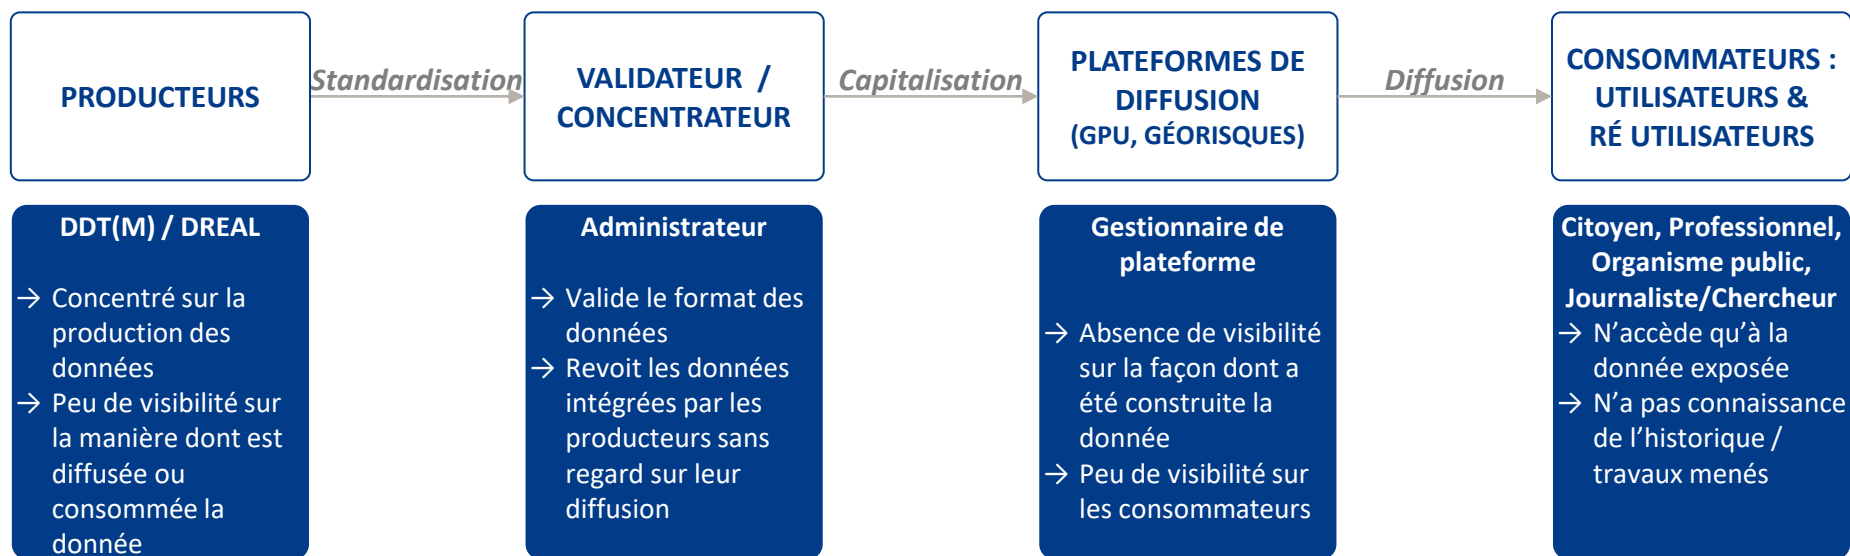 PRODUCTEURS
Standardisation
VALIDATEUR /
CONCENTRATEUR
Capitalisation
PLATEFORMES DE
DIFFUSION
(GPU, GÉORISQUES)
Diffusion
CONSOMMATEURS :
UTILISATEURS &
RÉ UTILISATEURS
DDT(M) / DREAL
→ Concentré sur la
production des
données
→ Peu de visibilité sur
la manière dont est
diffusée ou
consommée la
donnée
Administrateur
→ Valide le format des
données
→ Revoit les données
intégrées par les
producteurs sans
regard sur leur
diffusion
Gestionnaire de
plateforme
→ Absence de visibilité
sur la façon dont a
été construite la
donnée
→ Peu de visibilité sur
les consommateurs
Citoyen, Professionnel,
Organisme public,
Journaliste/Chercheur
→ N’accède qu’à la
donnée exposée
→ N’a pas connaissance
de l’historique /
travaux menés